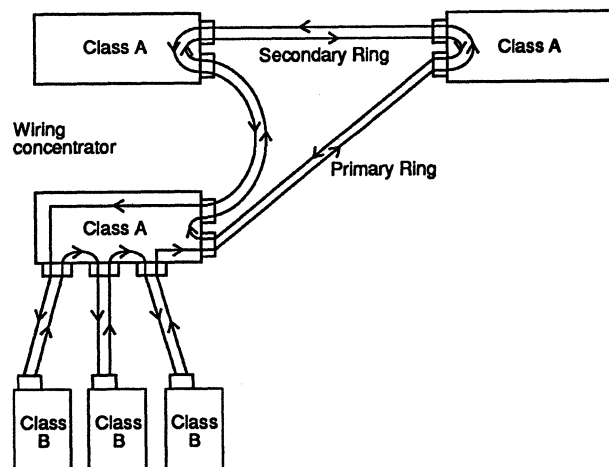 Class A
Class A
Secondary Ring
Wiring
concentrator
Primary Ring
Class A
Class
B
Class
B
Class
B